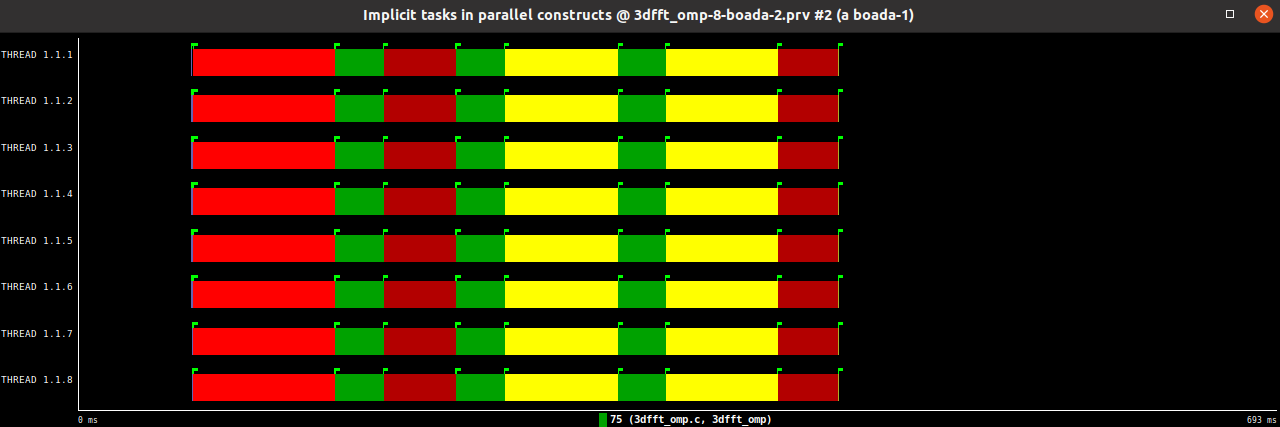 Implicit tasks in parallel constructs @ 3dfft_omp-8-boada-2.prv #2 (a boada-1)
THREAD 1.1.1
THREAD 1.1.2
THREAD 1.1.3
THREAD 1.1.4
THREAD 1.1.5
THREAD 1.1.6
THREAD 1.1.7
THREAD 1.1.8
0 ms
75 (3dfft_omp.c, 3dfft_omp)
693 ms